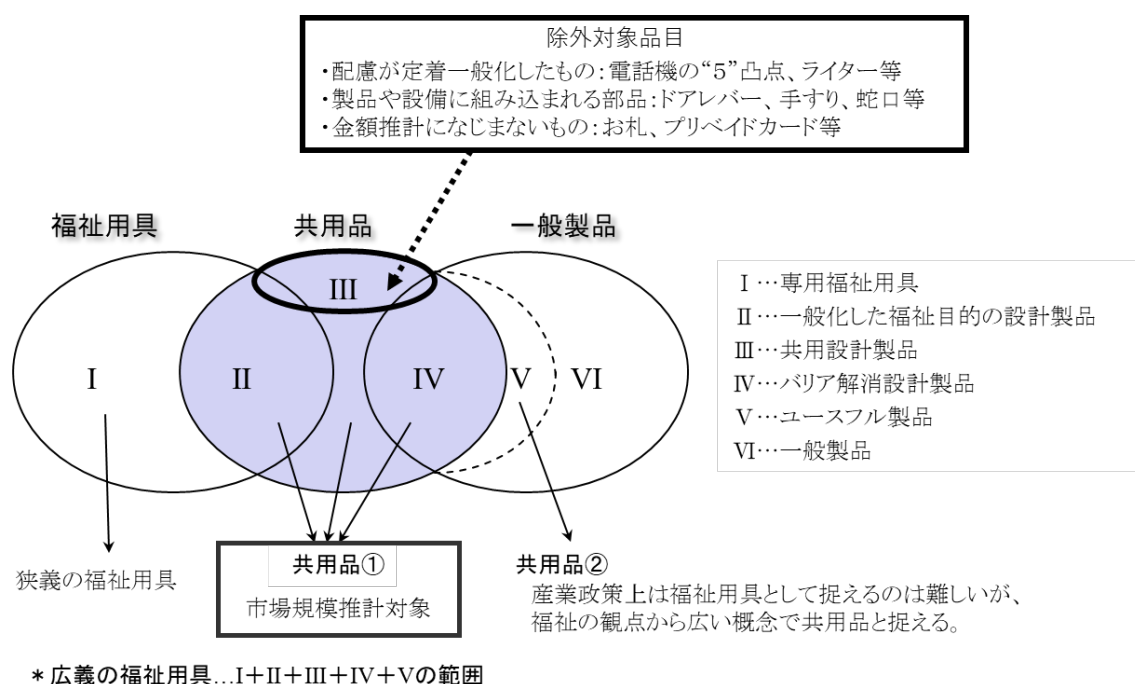 除外対象品目
・配慮が定着一般化したもの：電話機の“5”凸点、ライター等
・製品や設備に組み込まれる部品：ドアレバー、手すり、蛇口等
・金額推計になじまないもの：お札、プリペイドカード等
福祉用具
共用品
一般製品
III
I
II
IV
V
VI
Ⅰ…専用福祉用具
Ⅱ…一般化した福祉目的の設計製品
Ⅲ…共用設計製品
Ⅳ…バリア解消設計製品
Ⅴ…ユースフル製品
Ⅵ…一般製品
狭義の福祉用具
共用品①
市場規模推計対象
共用品②
産業政策上は福祉用具として捉えるのは難しいが、
福祉の観点から広い概念で共用品と捉える。
＊広義の福祉用具…I+II+III+IV+Vの範囲